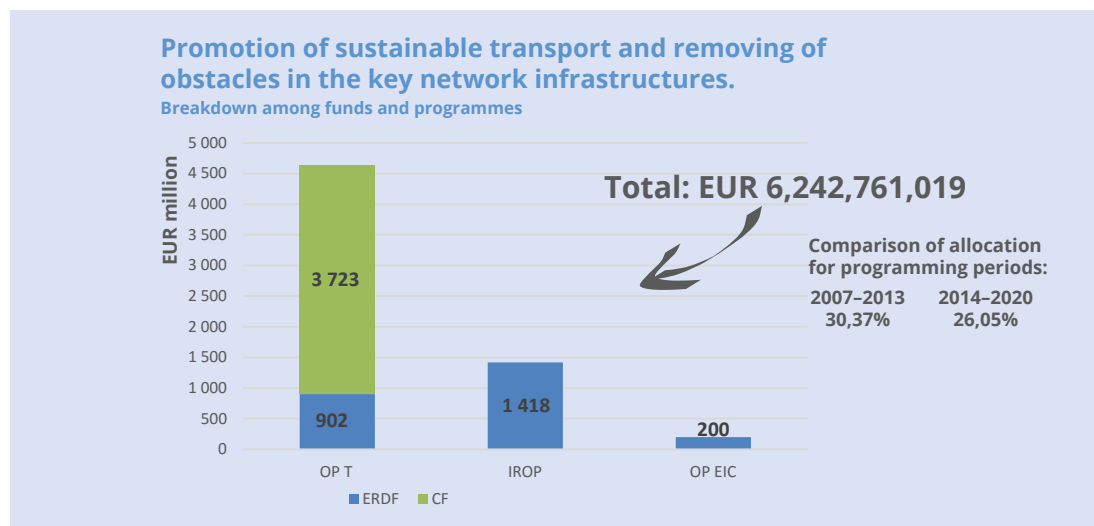 Promotion of sustainable transport and removing of
obstacles in the key network infrastructures.
Breakdown among funds and programmes
EUR million
5 000
4 500
4 000
3 500
3 000
2 500
2 000
1 500
1 000
500
0
3 723
902
1 418
200
OP T
IROP
OP EIC
ERDF
CF
Total: EUR 6,242,761,019
Comparison of allocation
for programming periods:
2007–2013 2014–2020
30,37% 26,05%